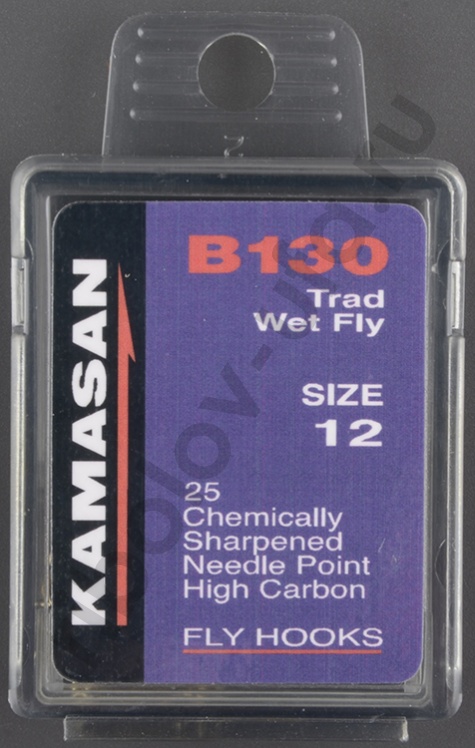 KAMASAN
B130
Trad
Wet Fly
SIZE
12
25
Chemically
Sharpened
Needle Point
High Carbon
FLY HOOKS